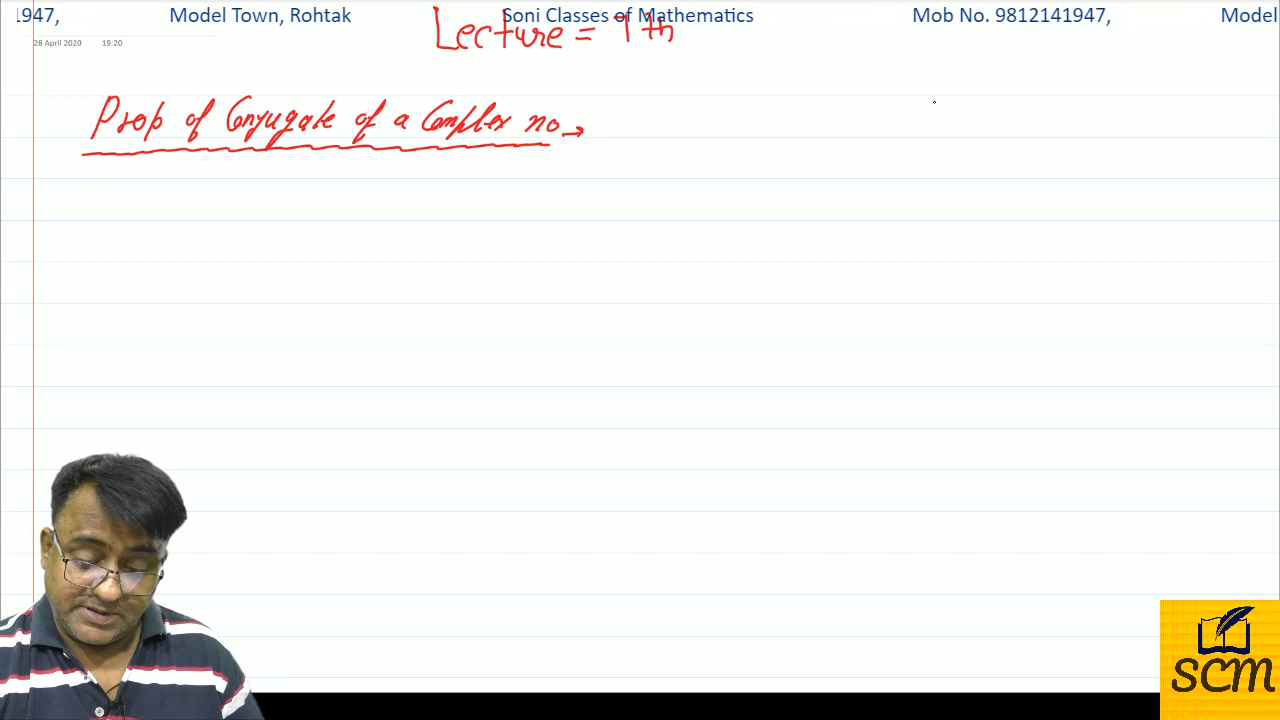 1947, Model Town, Rohtak Soni Classes of Mathematics Mob No. 9812141947, Model
Lecture = 7th
28 April 2020 19:20
Prop of Conjugate of a Complex no →
SCM